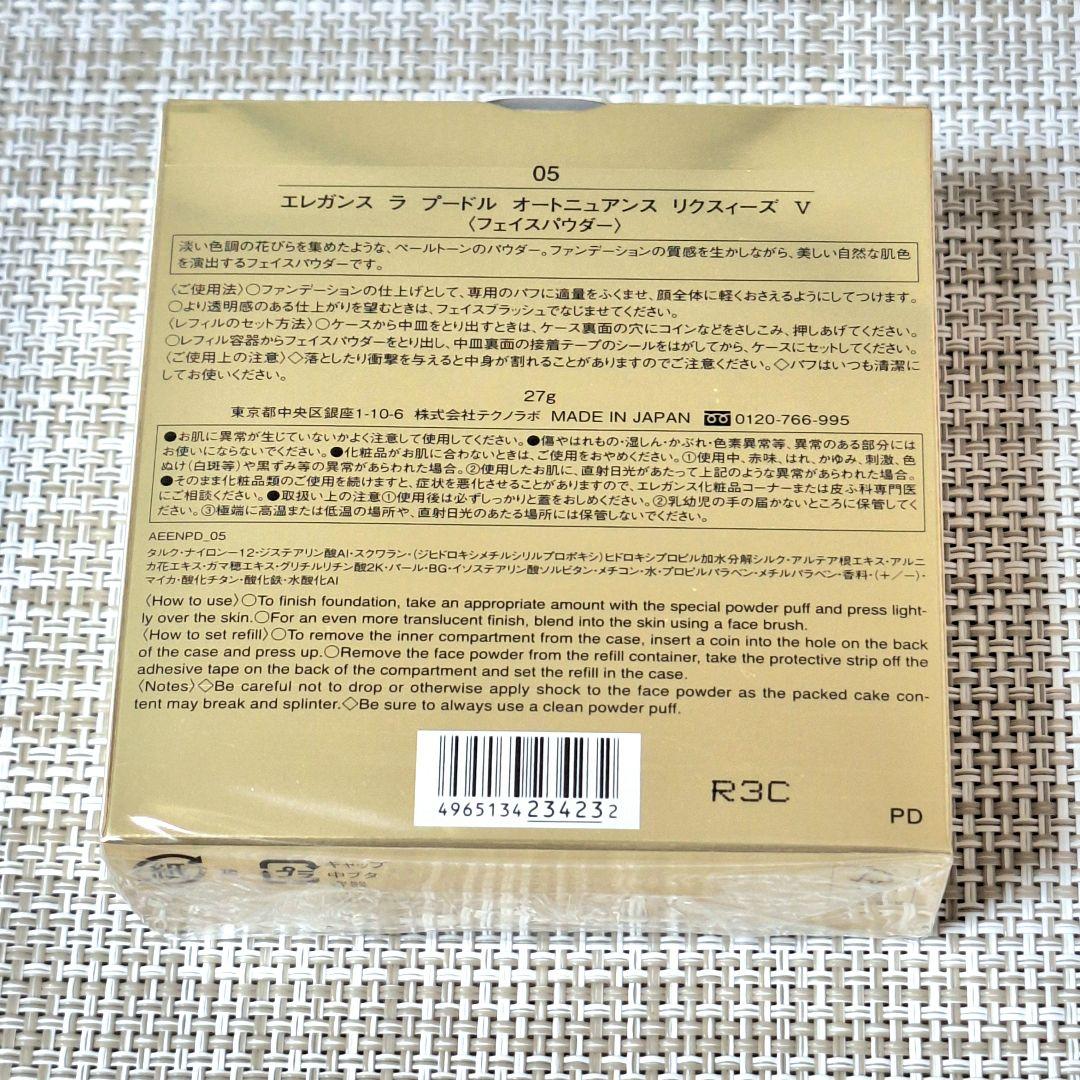 05
エレガンス ラ プードル オートニュアンス リクスィーズ V
〈フェイスパウダー〉
淡い色調の花びらを集めたような、ペールトーンのパウダー。ファンデーションの質感を生かしながら、美しい自然な肌色
を演出するフェイスパウダーです。
〈ご使用法〉○ファンデーションの仕上げとして、専用のパフに適量をふくませ、顔全体に軽くおさえるようにしてつけます。
○より透明感のある仕上がりを望むときは、フェイスブラッシュでなじませてください。
〈レフィルのセット方法〉○ケースから中皿をとり出すときは、ケース裏面の穴にコインなどをさしこみ、押しあげてください。
○レフィル容器からフェイスパウダーをとり出し、中皿裏面の接着テープのシールをはがしてから、ケースにセットしてください。
〈ご使用上の注意〉◇落としたり衝撃を与えると中身が割れることがありますのでご注意ください。◇パフはいつも清潔に
してお使いください。
27g
東京都中央区銀座1-10-6 株式会社テクノラボ MADE IN JAPAN 0120-766-995
●お肌に異常が生じていないかよく注意して使用してください。●傷やはれもの・湿しん・かぶれ・色素異常等、異常のある部分には
お使いにならないでください。●化粧品がお肌に合わないときは、ご使用をおやめください。①使用中、赤味、はれ、かゆみ、刺激、色
ぬけ(白斑等)や黒ずみ等の異常があらわれた場合。②使用したお肌に、直射日光があたって上記のような異常があらわれた場合。
●そのまま化粧品類のご使用を続けますと、症状を悪化させることがありますので、エレガンス化粧品コーナーまたは皮ふ科専門医
にご相談ください。●取扱い上の注意①使用後は必ずしっかりと蓋をおしめください。②乳幼児の手の届かないところに保管してく
ださい。③極端に高温または低温の場所や、直射日光のあたる場所には保管しないでください。
AEENPD_05
タルク・ナイロン－12・ジステアリン酸Al・スクワラン・(ジヒドロキシメチルシリルプロポキシ)ヒドロキシプロピル加水分解シルク・アルテア根エキス・アルニ
カ花エキス・ガマ穂エキス・グリチルリチン酸2K・パール・BG・イソステアリン酸ソルビタン・メチコン・水・プロピルパラベン・メチルパラベン・香料・(+／−)・
マイカ・酸化チタン・酸化鉄・水酸化Al
〈How to use〉○To finish foundation, take an appropriate amount with the special powder puff and press light-
ly over the skin.○For an even more translucent finish, blend into the skin using a face brush.
〈How to set refill〉○To remove the inner compartment from the case, insert a coin into the hole on the back
of the case and press up.○Remove the face powder from the refill container, take the protective strip off the
adhesive tape on the back of the compartment and set the refill in the case.
〈Notes〉◇Be careful not to drop or otherwise apply shock to the face powder as the packed cake con-
tent may break and splinter.◇Be sure to always use a clean powder puff.
4965134234232
R3C
PD
紙
プラ
キャップ
中フタ